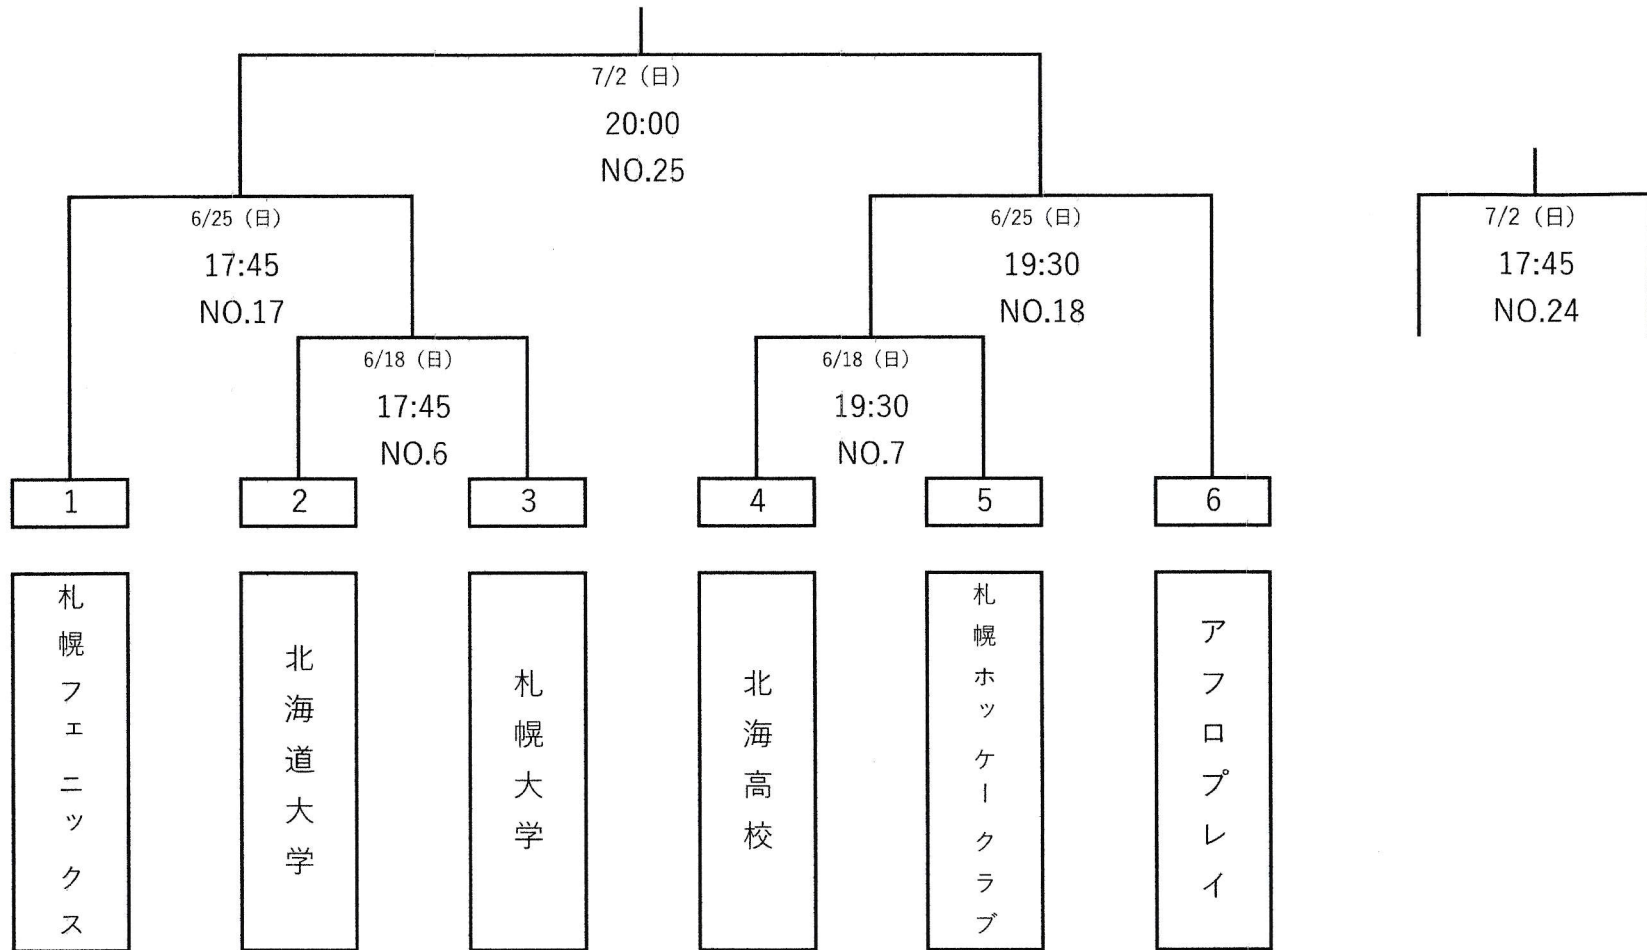 7/2（日）
20:00
NO.25
6/25（日）
17:45
NO.17
6/25（日）
19:30
NO.18
7/2（日）
17:45
NO.24
6/18（日）
17:45
NO.6
6/18（日）
19:30
NO.7
1
2
3
4
5
6
札幌フェニックス
北海道大学
札幌大学
北海高校
札幌ホッケークラブ
アフロプレイ